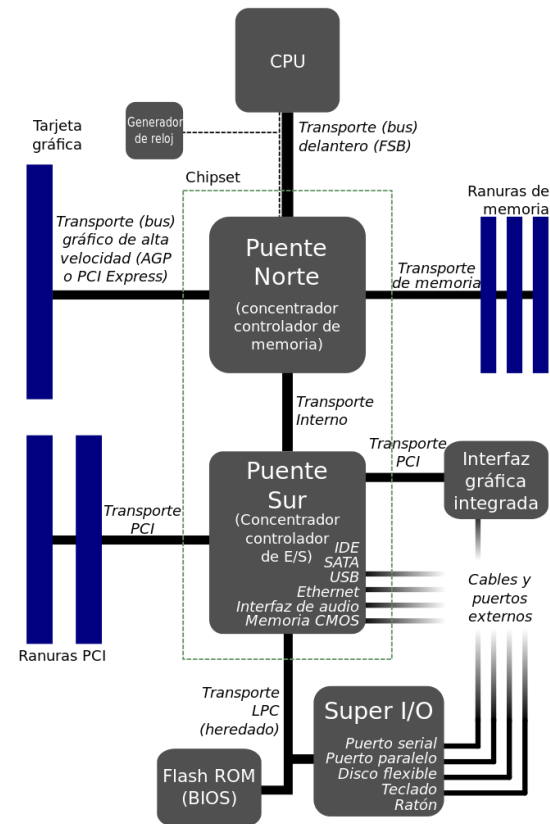 CPU
Generador
de reloj
Transporte (bus)
delantero (FSB)
Tarjeta
gráfica
Chipset
Ranuras de
memoria
Transporte (bus)
gráfico de alta
velocidad (AGP
o PCI Express)
Puente
Norte
(concentrador
controlador de
memoria)
Transporte
de memoria
Transporte
Interno
Transporte
PCI
Puente
Sur
(Concentrador
controlador
de E/S)
IDE
SATA
USB
Ethernet
Interfaz de audio
Memoria CMOS
Transporte
PCI
Interfaz
gráfica
integrada
Cables y
puertos
externos
Ranuras PCI
Transporte
LPC
(heredado)
Super I/O
Puerto serial
Puerto paralelo
Disco flexible
Teclado
Ratón
Flash ROM
(BIOS)